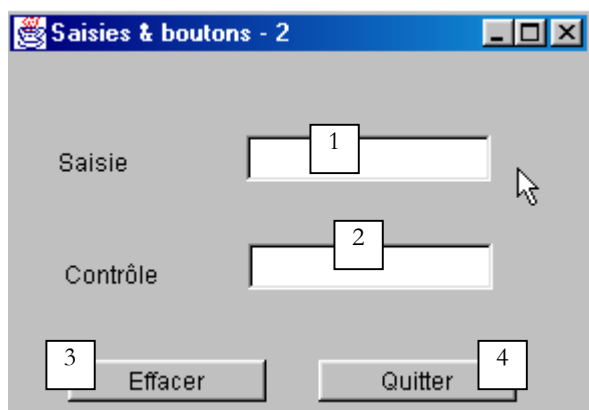 Saisies & boutons - 2
1
Saisie
2
Contrôle
3
Effacer
4
Quitter